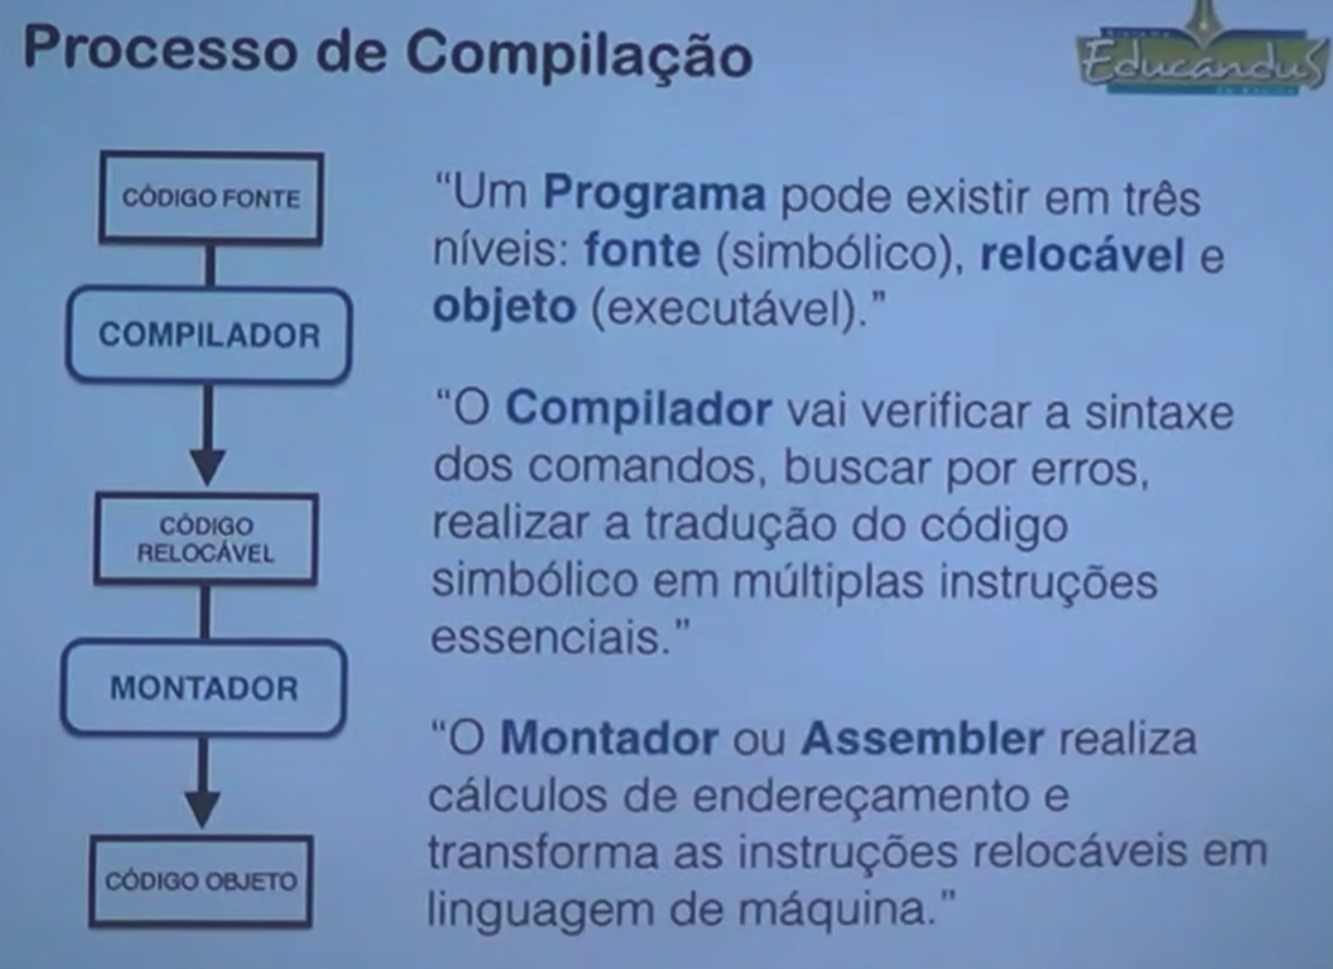 Processo de Compilação
EducanduS
CÓDIGO FONTE
COMPILADOR
CÓDIGO
RELOCÁVEL
MONTADOR
CÓDIGO OBJETO
“Um Programa pode existir em três
níveis: fonte (simbólico), relocável e
objeto (executável).”
“O Compilador vai verificar a sintaxe
dos comandos, buscar por erros,
realizar a tradução do código
simbólico em múltiplas instruções
essenciais.”
“O Montador ou Assembler realiza
cálculos de endereçamento e
transforma as instruções relocáveis em
linguagem de máquina.”